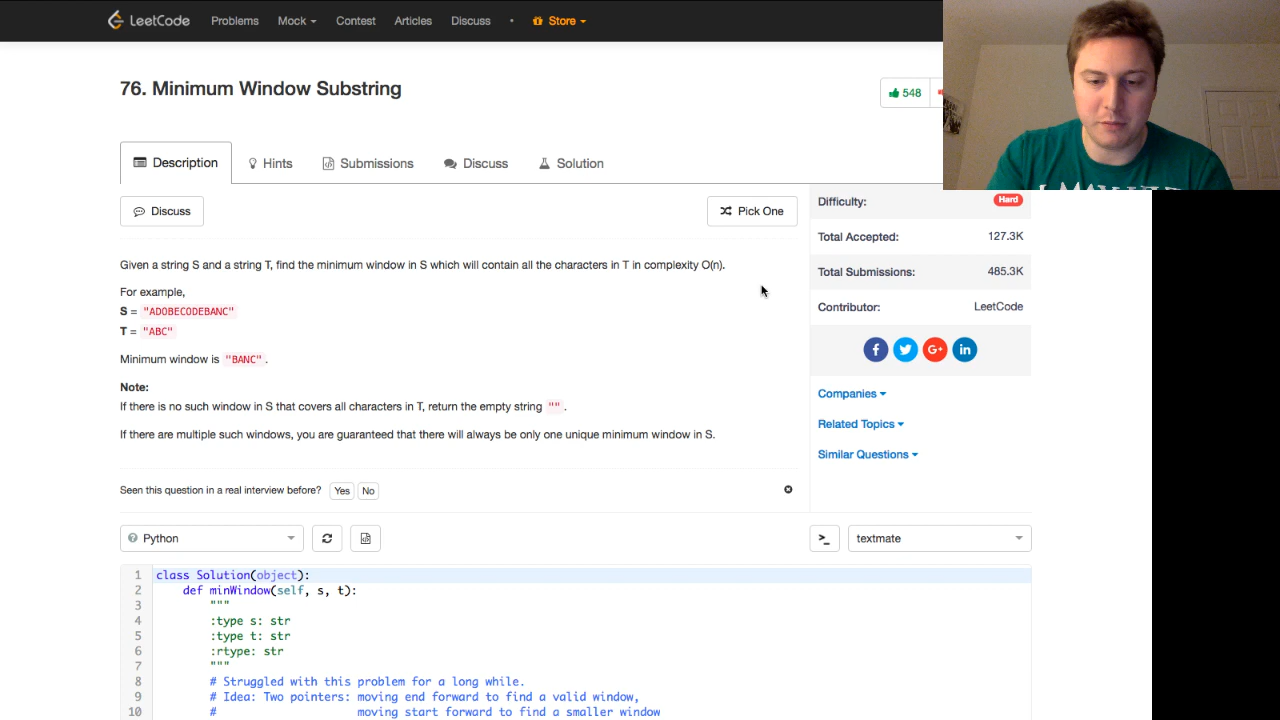 LeetCode Problems Mock Contest Articles Discuss • Store
76. Minimum Window Substring
548
Description Hints Submissions Discuss Solution
Discuss
Pick One
Difficulty: Hard
Total Accepted: 127.3K
Total Submissions: 485.3K
Contributor: LeetCode
Companies
Related Topics
Similar Questions
Given a string S and a string T, find the minimum window in S which will contain all the characters in T in complexity O(n).
For example,
S = "ADOBECODEBANC"
T = "ABC"
Minimum window is "BANC" .
Note:
If there is no such window in S that covers all characters in T, return the empty string "" .
If there are multiple such windows, you are guaranteed that there will always be only one unique minimum window in S.
Seen this question in a real interview before? Yes No
Python
>_ textmate
1 class Solution(object):
2 def minWindow(self, s, t):
3 """
4 :type s: str
5 :type t: str
6 :rtype: str
7 """
8 # Struggled with this problem for a long while.
9 # Idea: Two pointers: moving end forward to find a valid window,
10 # moving start forward to find a smaller window